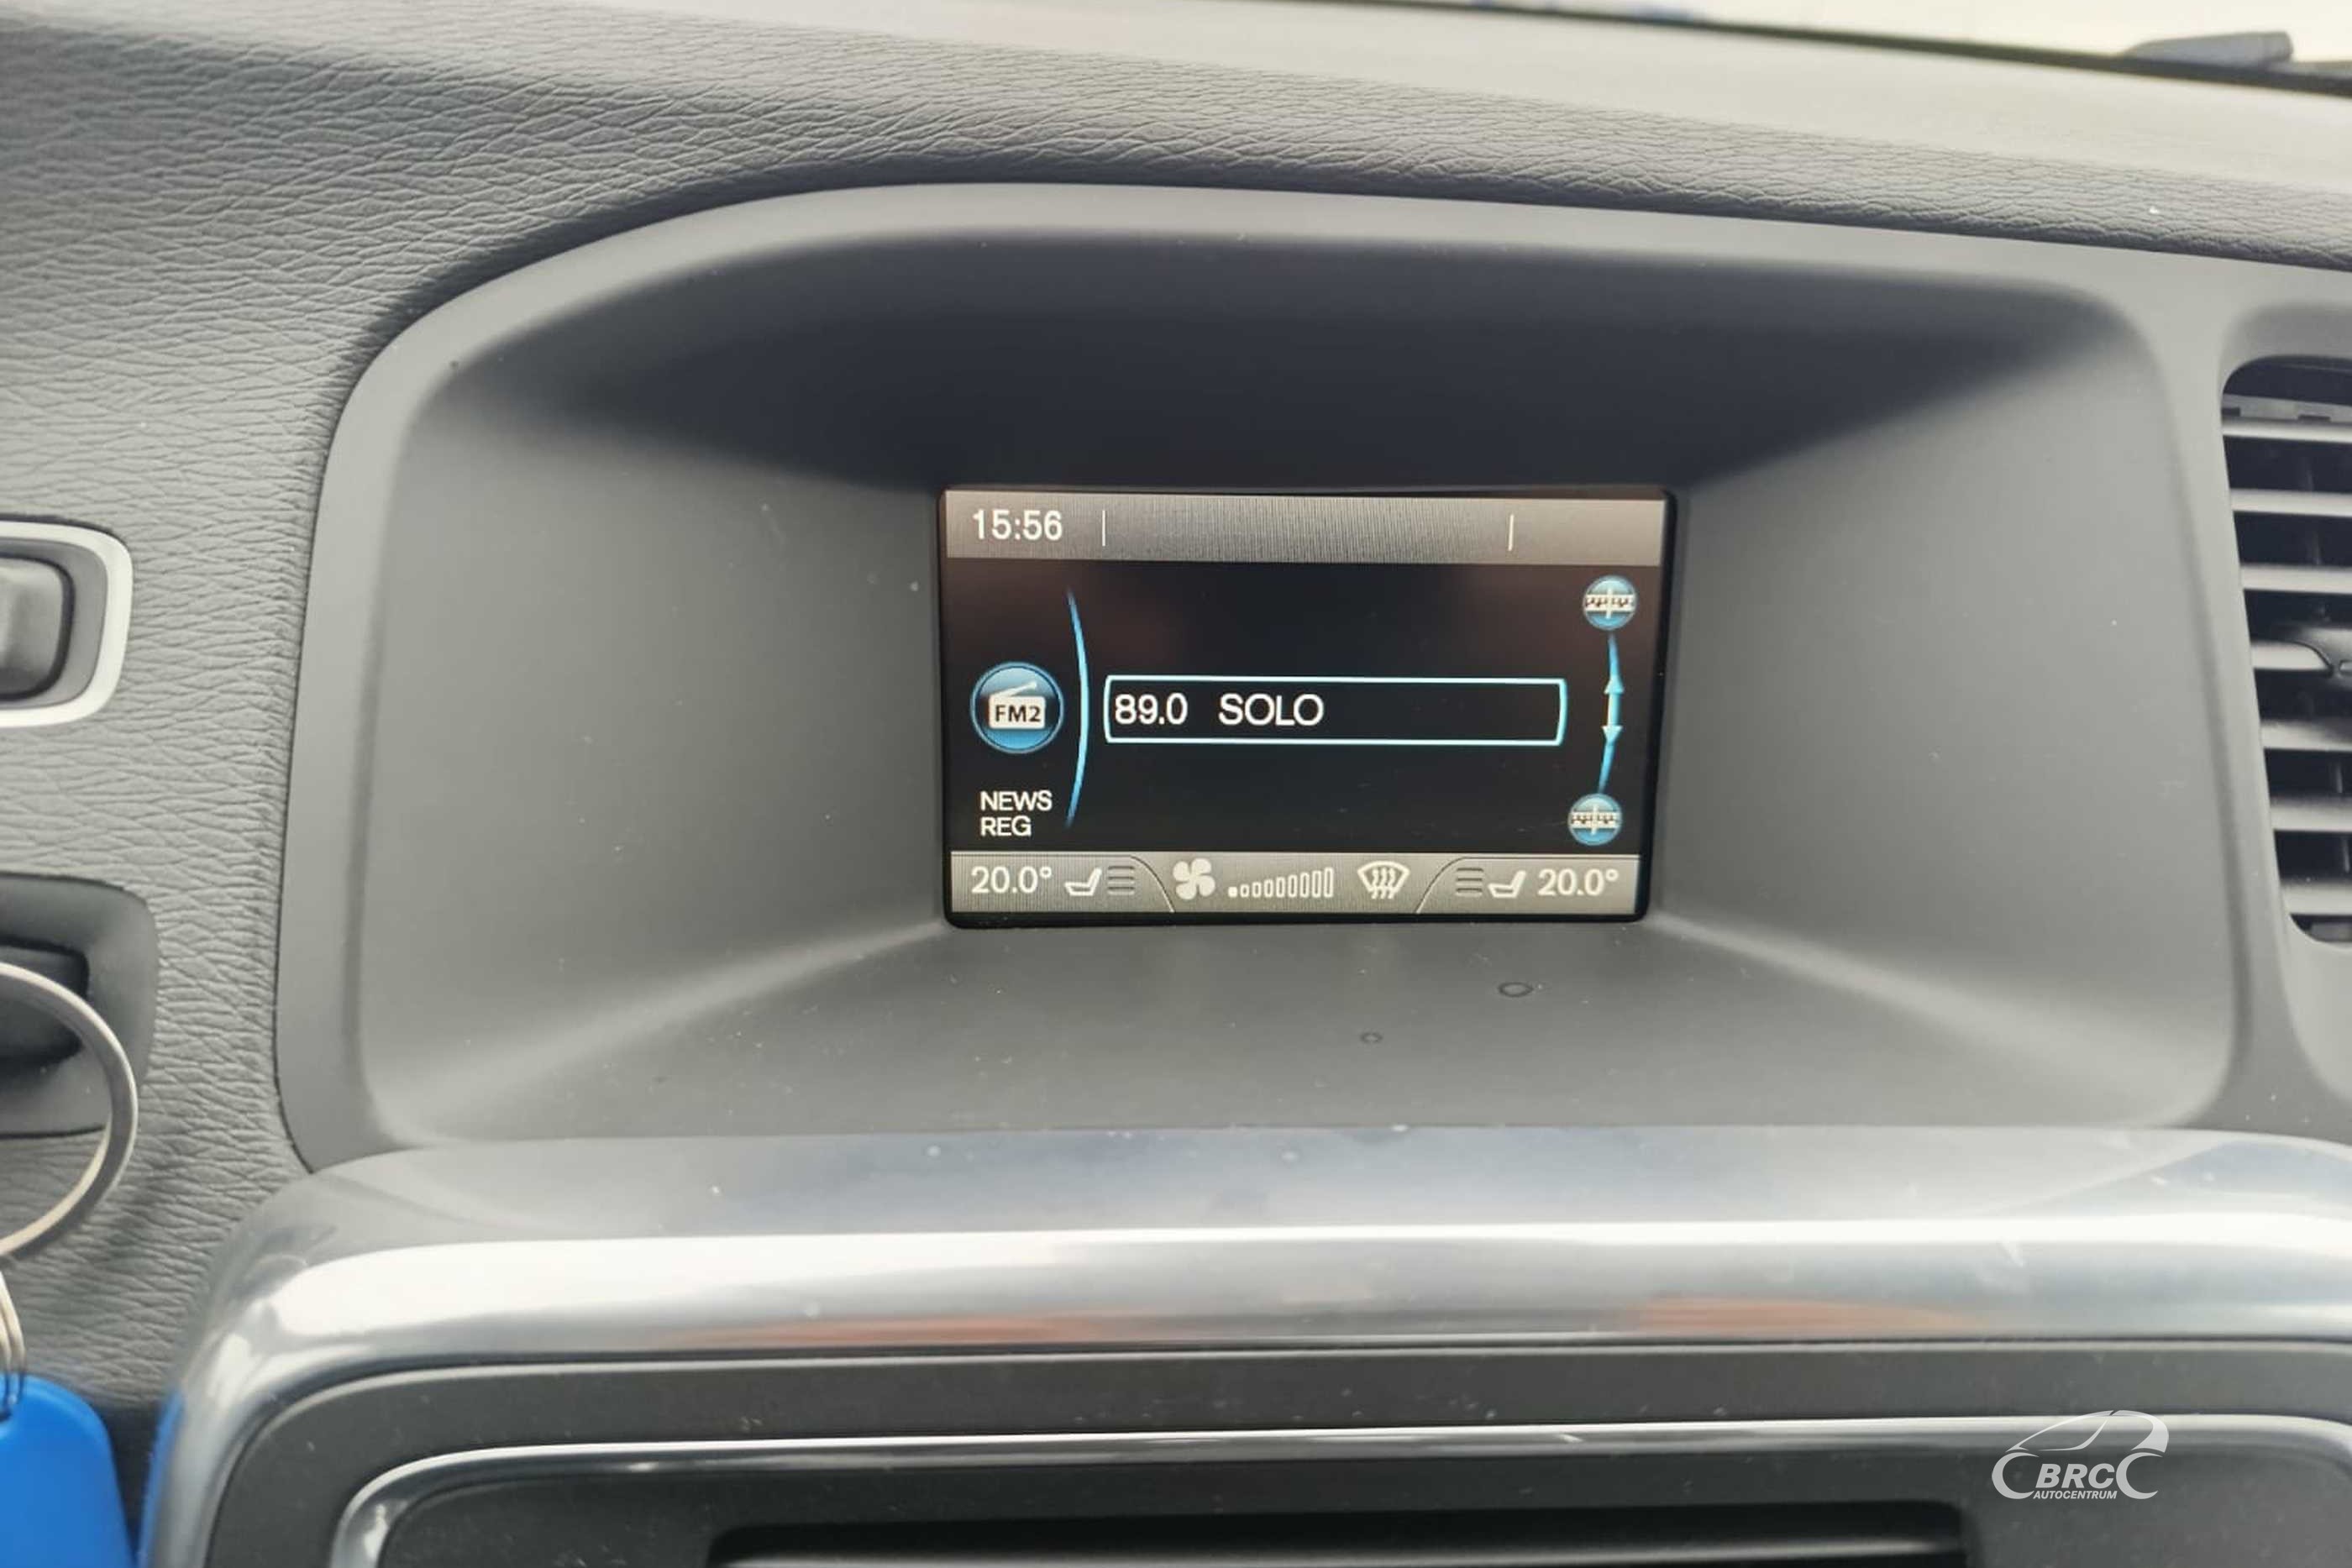 15:56
FM2
89.0 SOLO
NEWS
REG
20.0° 20.0°
BRC
AUTOCENTRUM